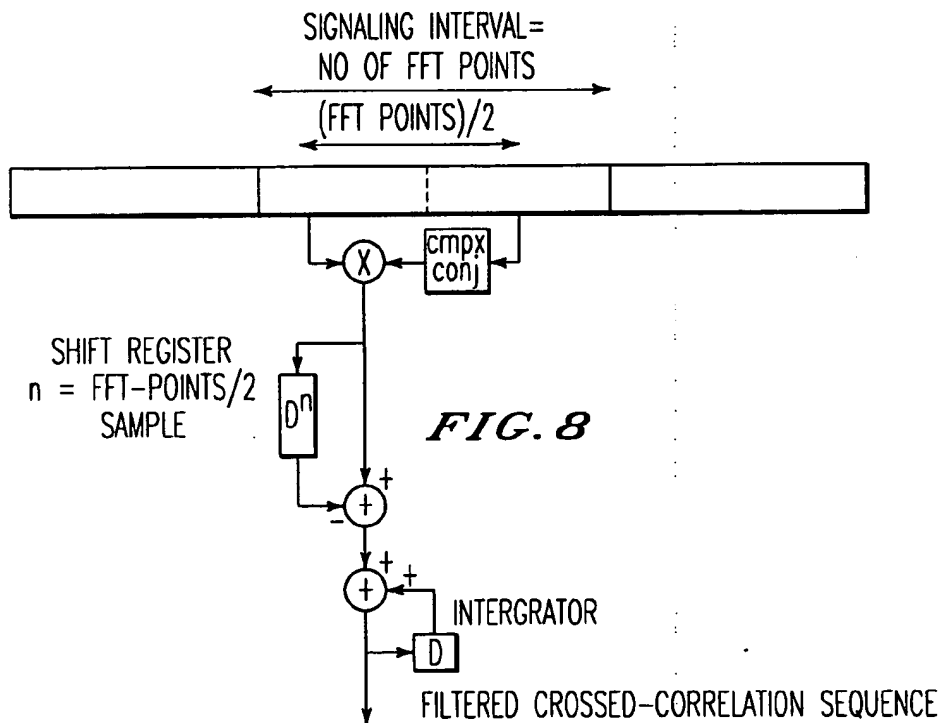 SIGNALING INTERVAL=
NO OF FFT POINTS
(FFT POINTS)/2
X
cmpx
conj
SHIFT REGISTER
n = FFT-POINTS/2
SAMPLE
Dⁿ
FIG. 8
+
-
+
+
+
+
INTERGRATOR
D
FILTERED CROSSED-CORRELATION SEQUENCE